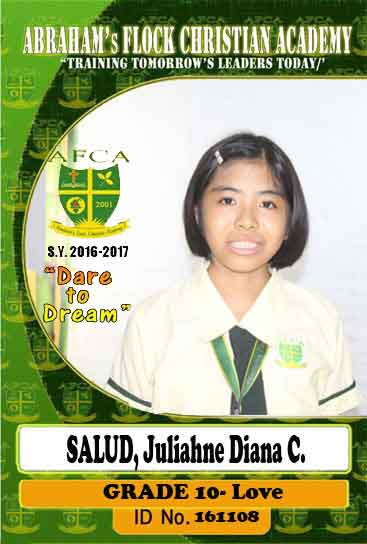 ABRAHAM's FLOCK CHRISTIAN ACADEMY
“TRAINING TOMORROW'S LEADERS TODAY/'
AFCA
2001
S.Y. 2016-2017
“Dare
to
Dream”
SALUD, Juliahne Diana C.
GRADE 10- Love
ID No. 161108